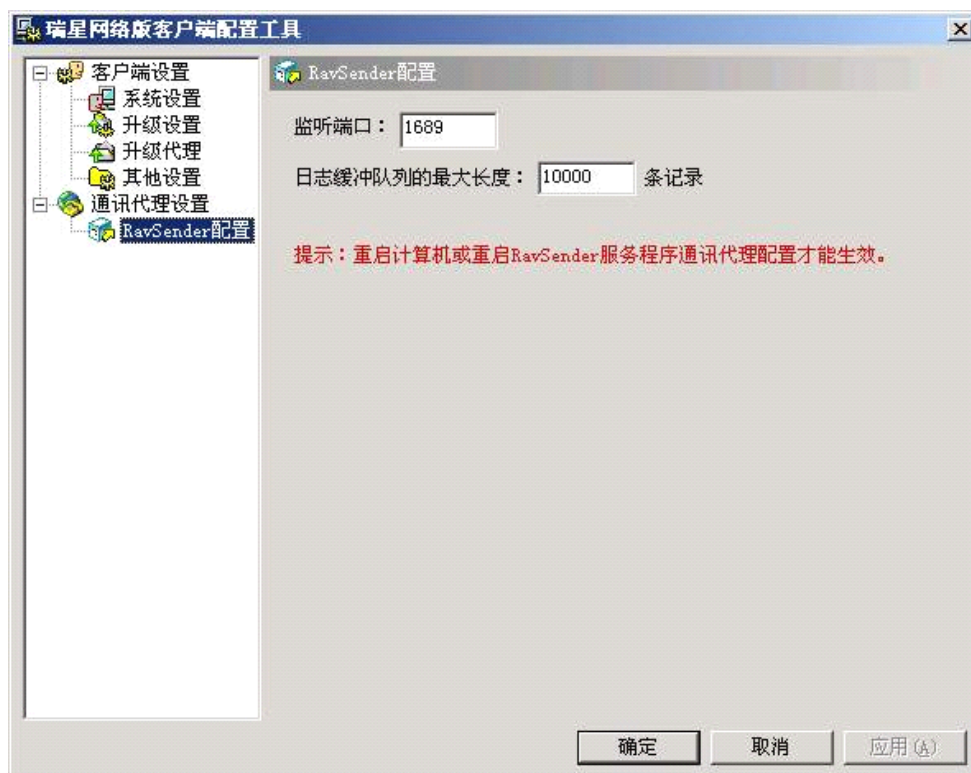 瑞星网络版客户端配置工具
客户端设置
系统设置
升级设置
升级代理
其他设置
通讯代理设置
RavSender配置
RavSender配置
监听端口： 1689
日志缓冲队列的最大长度： 10000 条记录
提示：重启计算机或重启RavSender服务程序通讯代理配置才能生效。
确定 取消 应用(A)